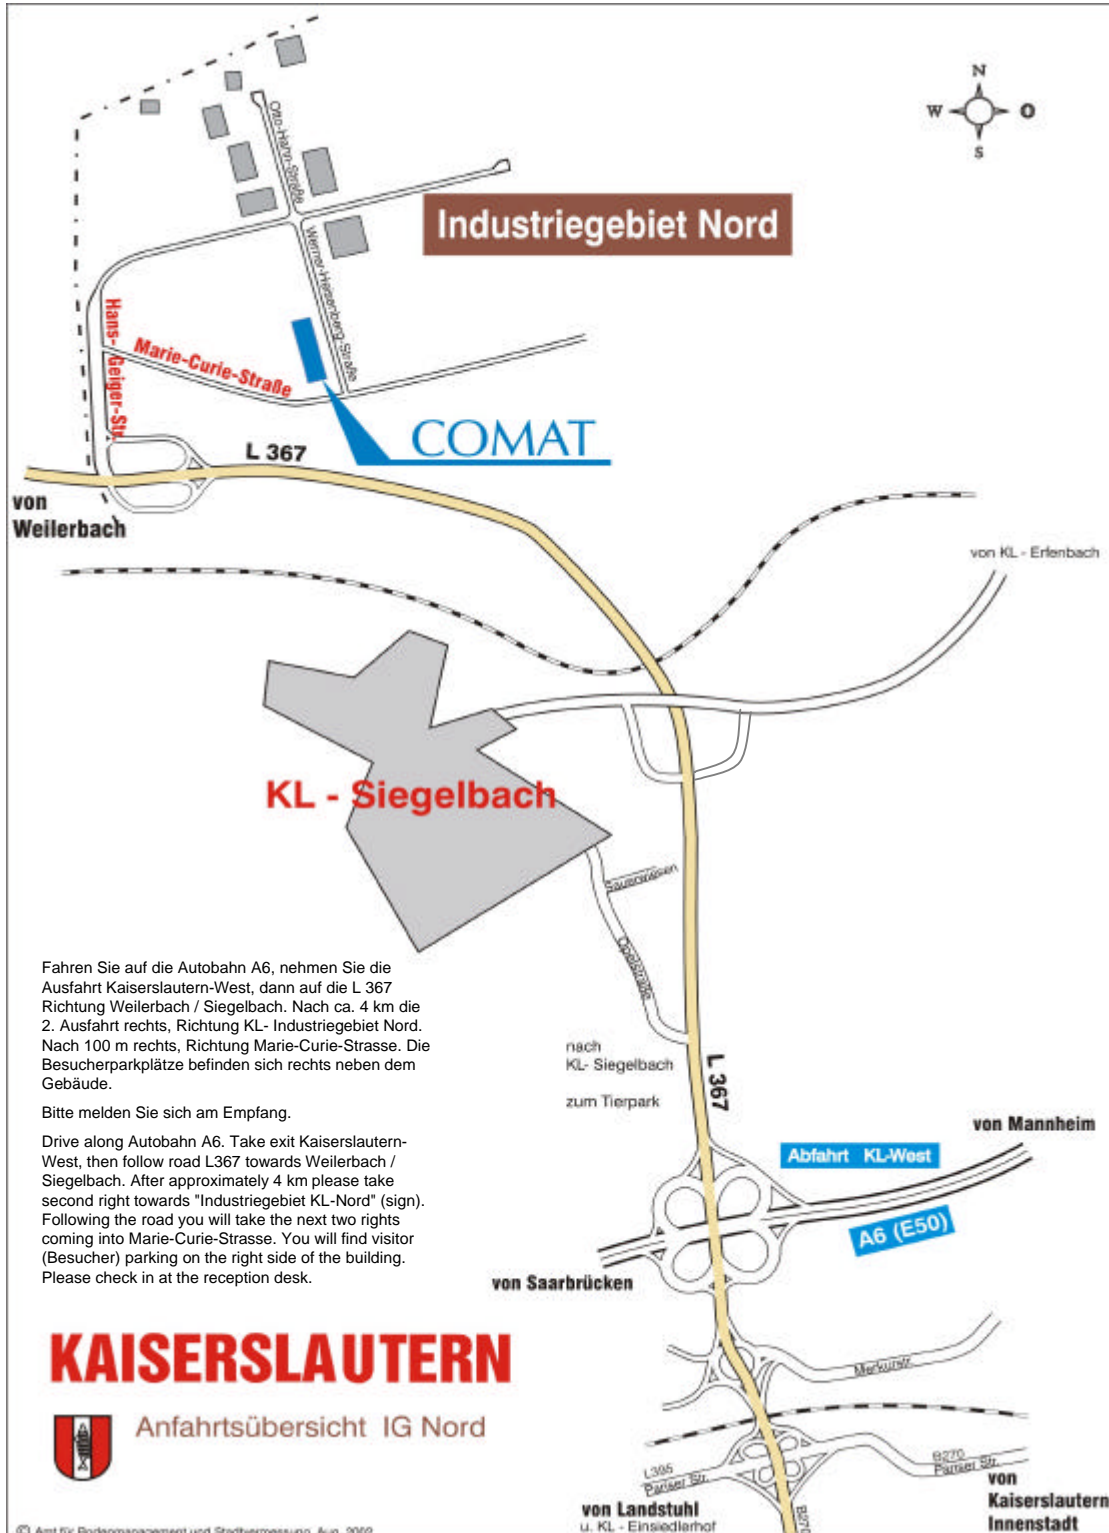 N
W O
S
Otto-Hahn-Straße
Industriegebiet Nord
Werner-Heisenberg-Straße
Hans- Geiger-Str.
Marie-Curie-Straße
COMAT
L 367
von
Weilerbach
von KL - Erfenbach
KL - Siegelbach
Sauerwiesen
Opelstraße
Fahren Sie auf die Autobahn A6, nehmen Sie die
Ausfahrt Kaiserslautern-West, dann auf die L 367
Richtung Weilerbach / Siegelbach. Nach ca. 4 km die
2. Ausfahrt rechts, Richtung KL- Industriegebiet Nord.
Nach 100 m rechts, Richtung Marie-Curie-Strasse. Die
Besucherparkplätze befinden sich rechts neben dem
Gebäude.
Bitte melden Sie sich am Empfang.
Drive along Autobahn A6. Take exit Kaiserslautern-
West, then follow road L367 towards Weilerbach /
Siegelbach. After approximately 4 km please take
second right towards "Industriegebiet KL-Nord" (sign).
Following the road you will take the next two rights
coming into Marie-Curie-Strasse. You will find visitor
(Besucher) parking on the right side of the building.
Please check in at the reception desk.
nach
KL- Siegelbach
zum Tierpark
L 367
von Mannheim
Abfahrt KL-West
A6 (E50)
von Saarbrücken
Merkurstr.
KAISERSLAUTERN
Anfahrtsübersicht IG Nord
L395
Pariser Str.
B270
Pariser Str.
von Landstuhl
u. KL - Einsiedlerhof
B270
von
Kaiserslautern
Innenstadt
© Amt für Bodenmanagement und Stadtvermessung, Aug. 2002